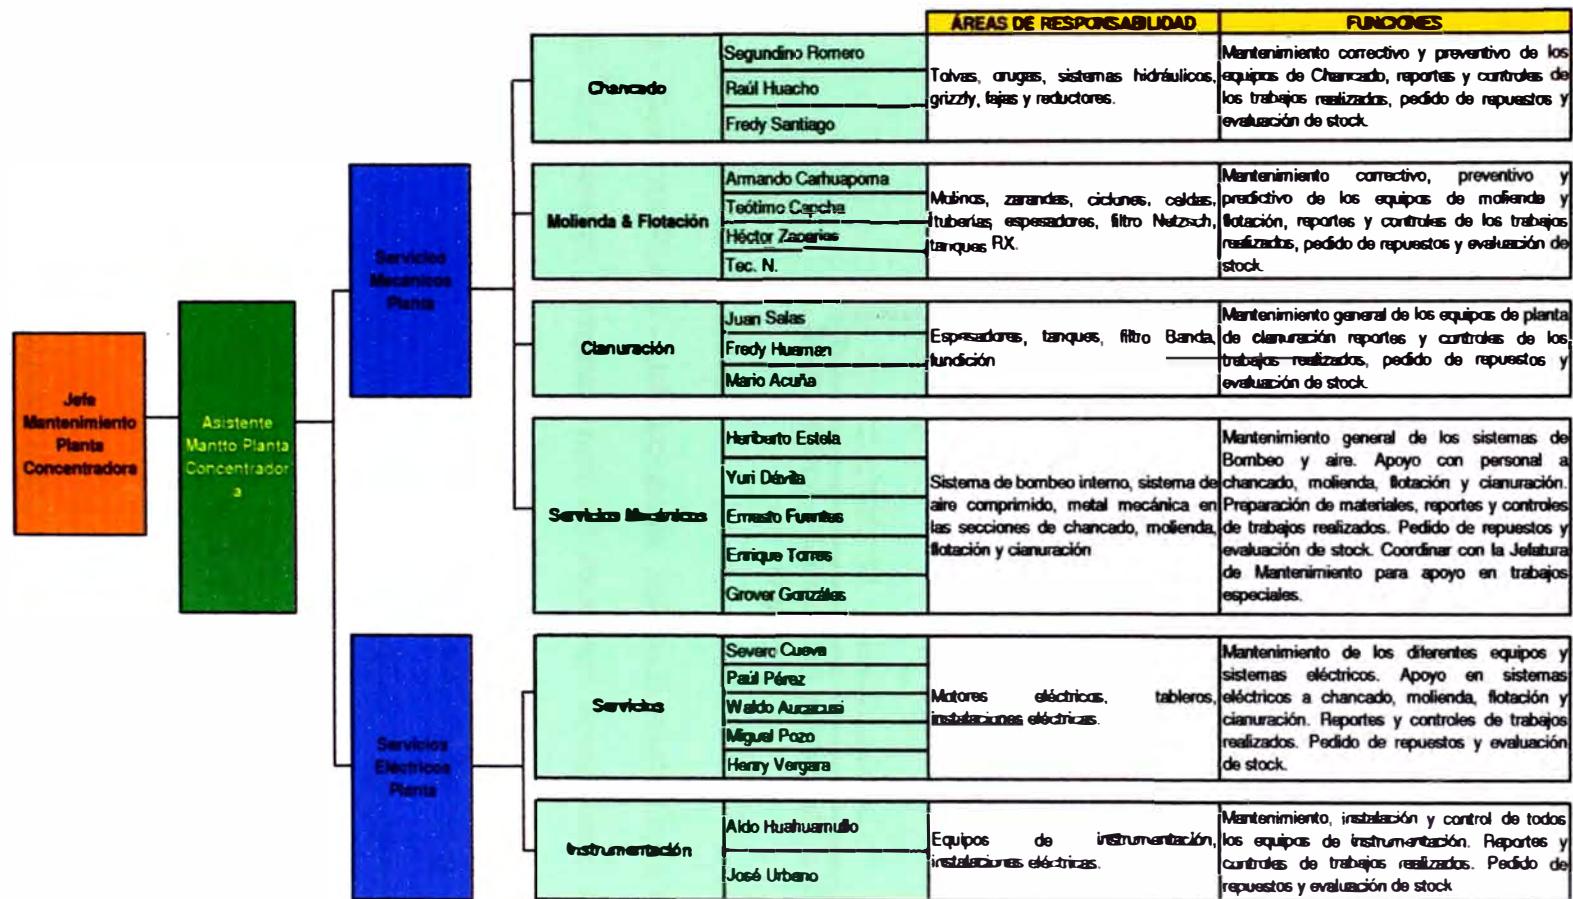 ÁREAS DE RESPONSABILIDAD
FUNCIONES
Jefe
Mantenimiento
Planta
Concentradora
Asistente
Mantto Planta
Concentrador
a
Servicios
Mecánicos
Planta
Chancado
Segundino Romero
Raúl Huacho
Fredy Santiago
Tolvas, orugas, sistemas hidráulicos,
grizzly, fajas y reductores.
Mantenimiento correctivo y preventivo de los
equipos de Chancado, reportes y controles de
los trabajos realizados, pedido de repuestos y
evaluación de stock.
Molienda & Flotación
Armando Carhuapoma
Teótimo Capcha
Héctor Zacarias
Tec. N.
Molinos, zarandas, ciclones, celdas,
tuberías, espesadores, filtro Netzsch,
tanques RX.
Mantenimiento correctivo, preventivo y
predictivo de los equipos de molienda y
flotación, reportes y controles de los trabajos
realizados, pedido de repuestos y evaluación de
stock.
Cianuración
Juan Salas
Fredy Huaman
Mario Acuña
Espesadores, tanques, filtro Banda,
fundición
Mantenimiento general de los equipos de planta
de cianuración reportes y controles de los
trabajos realizados, pedido de repuestos y
evaluación de stock.
Servicios Mecánicos
Heriberto Estela
Yuri Dávila
Ernesto Fuentes
Enrique Torres
Grover Gonzáles
Sistema de bombeo interno, sistema de
aire comprimido, metal mecánica en
las secciones de chancado, molienda,
flotación y cianuración
Mantenimiento general de los sistemas de
Bombeo y aire. Apoyo con personal a
chancado, molienda, flotación y cianuración.
Preparación de materiales, reportes y controles
de trabajos realizados. Pedido de repuestos y
evaluación de stock. Coordinar con la Jefatura
de Mantenimiento para apoyo en trabajos
especiales.
Servicios
Eléctricos
Planta
Servicios
Severo Cueva
Paúl Pérez
Waldo Aucacusi
Miguel Pozo
Henry Vergara
Motores eléctricos, tableros,
instalaciones eléctricas.
Mantenimiento de los diferentes equipos y
sistemas eléctricos. Apoyo en sistemas
eléctricos a chancado, molienda, flotación y
cianuración. Reportes y controles de trabajos
realizados. Pedido de repuestos y evaluación
de stock.
Instrumentación
Aldo Huahuamullo
José Urbano
Equipos de instrumentación,
instalaciones eléctricas.
Mantenimiento, instalación y control de todos
los equipos de instrumentación. Reportes y
controles de trabajos realizados. Pedido de
repuestos y evaluación de stock